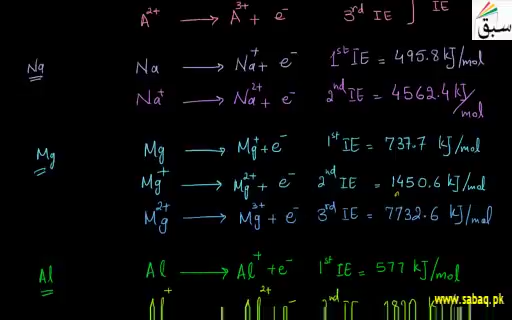 A²⁺ → A³⁺ + e⁻ 3rd IE ] IE
سبق
Na Na → Na⁺ + e⁻ 1st IE = 495.8 kJ/mol
Na⁺ → Na²⁺ + e⁻ 2nd IE = 4562.4 kJ/mol
Mg Mg → Mg⁺ + e⁻ 1st IE = 737.7 kJ/mol
Mg⁺ → Mg²⁺ + e⁻ 2nd IE = 1450.6 kJ/mol
Mg²⁺ → Mg³⁺ + e⁻ 3rd IE = 7732.6 kJ/mol
Al Al → Al⁺ + e⁻ 1st IE = 577 kJ/mol
www.sabaq.pk
Al⁺ Al²⁺ e⁻ 2nd